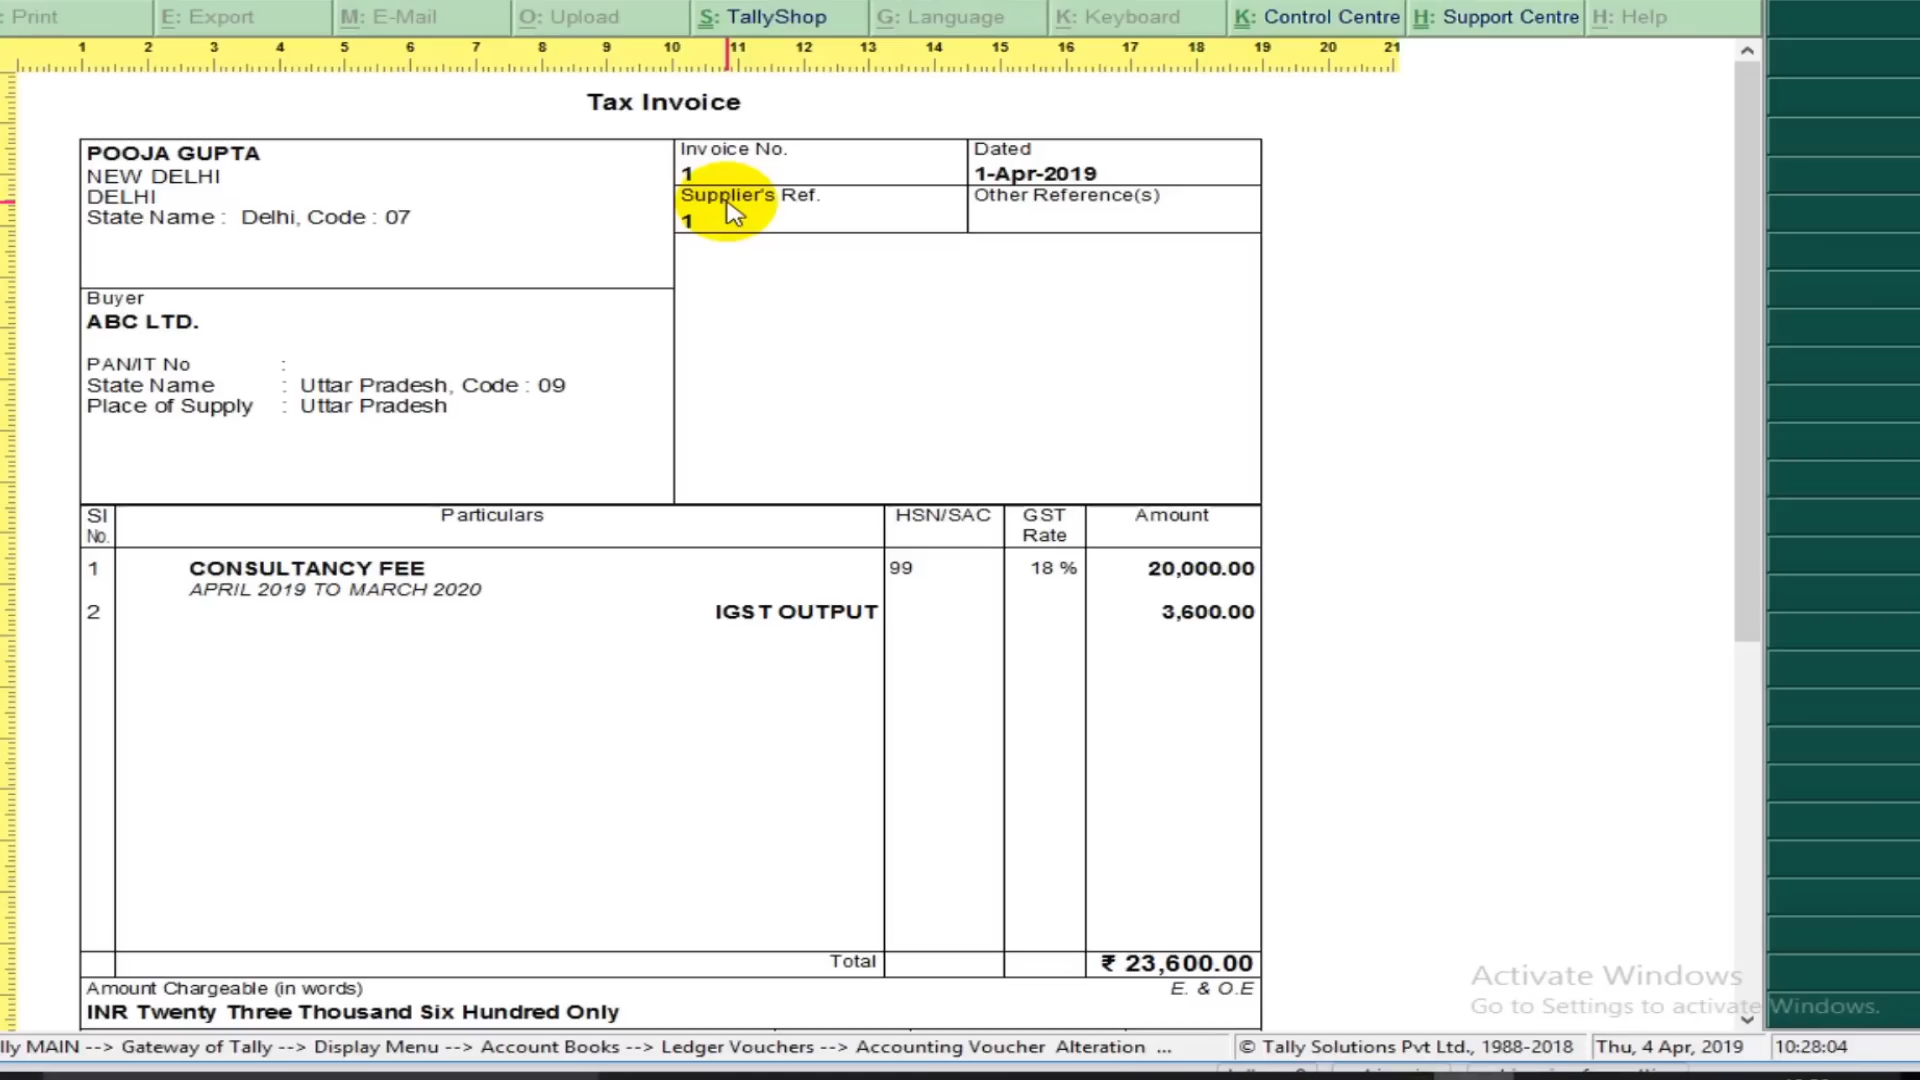 : Print E: Export M: E-Mail O: Upload S: TallyShop G: Language K: Keyboard K: Control Centre H: Support Centre H: Help
1 2 3 4 5 6 7 8 9 10 11 12 13 14 15 16 17 18 19 20 21
Tax Invoice
POOJA GUPTA
NEW DELHI
DELHI
State Name : Delhi, Code : 07
Invoice No.
1
Dated
1-Apr-2019
Supplier's Ref.
1
Other Reference(s)
Buyer
ABC LTD.
PAN/IT No :
State Name : Uttar Pradesh, Code : 09
Place of Supply : Uttar Pradesh
SI No. Particulars HSN/SAC GST Rate Amount
1 CONSULTANCY FEE 99 18 % 20,000.00
APRIL 2019 TO MARCH 2020
2 IGST OUTPUT 3,600.00
Total ₹ 23,600.00
Amount Chargeable (in words) E. & O.E
INR Twenty Three Thousand Six Hundred Only
Activate Windows
Go to Settings to activate Windows.
lly MAIN --> Gateway of Tally --> Display Menu --> Account Books --> Ledger Vouchers --> Accounting Voucher Alteration ... © Tally Solutions Pvt Ltd., 1988-2018 Thu, 4 Apr, 2019 10:28:04